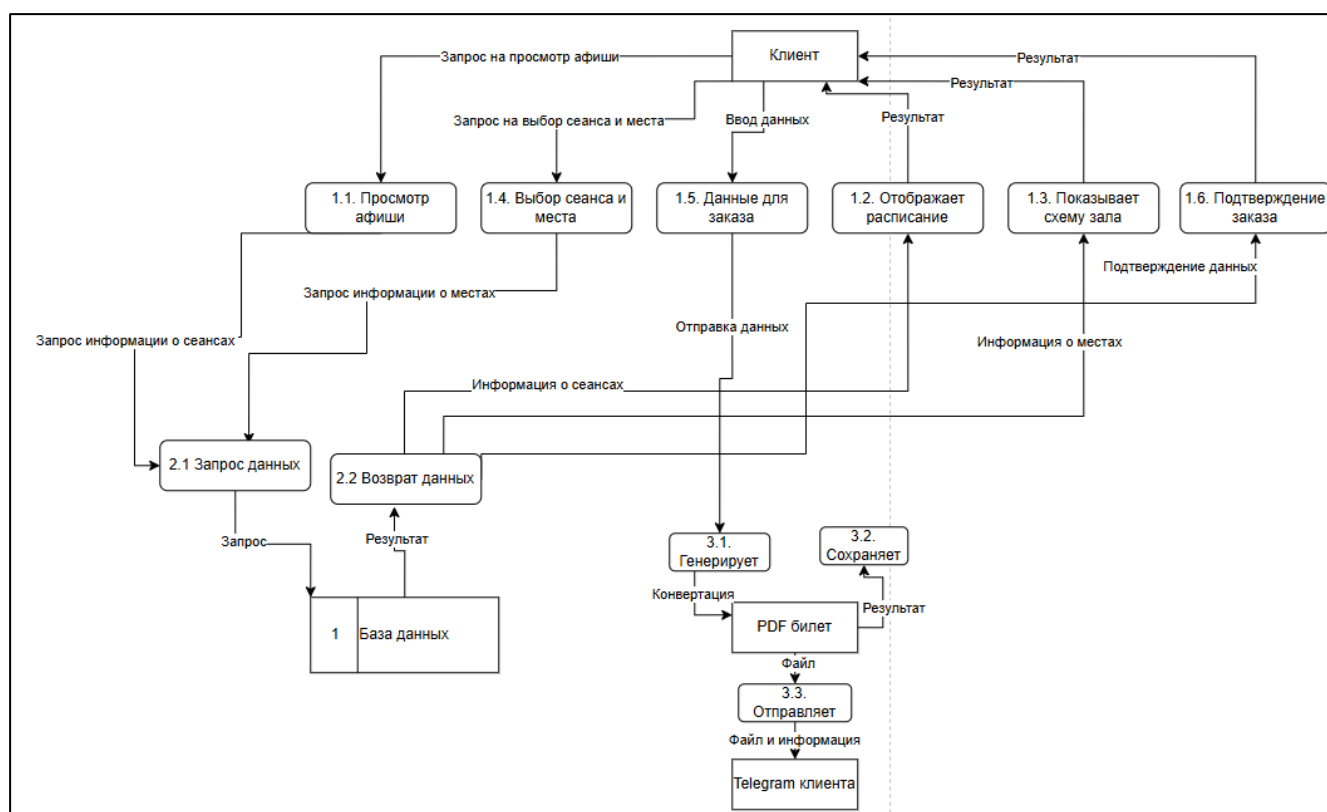 Клиент
Запрос на просмотр афиши
Результат
Результат
Запрос на выбор сеанса и места
Ввод данных
Результат
1.1. Просмотр
афиши
1.4. Выбор сеанса и
места
1.5. Данные для
заказа
1.2. Отображает
расписание
1.3. Показывает
схему зала
1.6. Подтверждение
заказа
Подтверждение данных
Запрос информации о местах
Отправка данных
Запрос информации о сеансах
Информация о местах
Информация о сеансах
2.1 Запрос данных
2.2 Возврат данных
Запрос
Результат
3.1.
Генерирует
3.2.
Сохраняет
Конвертация
Результат
1
База данных
PDF билет
Файл
3.3.
Отправляет
Файл и информация
Telegram клиента